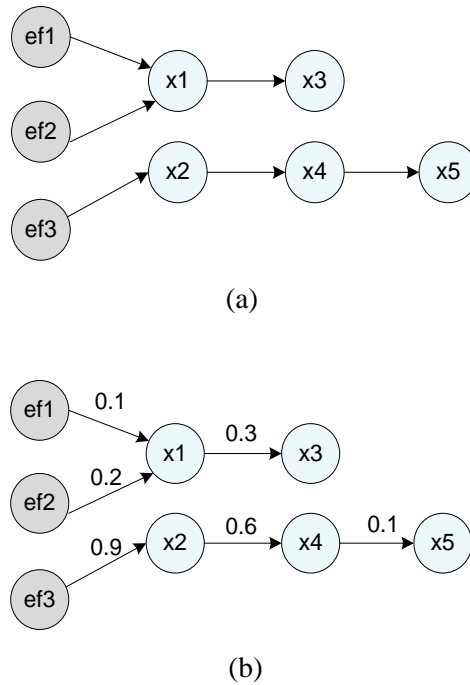 ef1
x1 x3
ef2
x2 x4 x5
ef3
(a)
ef1 0.1
x1 0.3 x3
ef2 0.2
x2 0.6 x4 0.1 x5
ef3 0.9
(b)